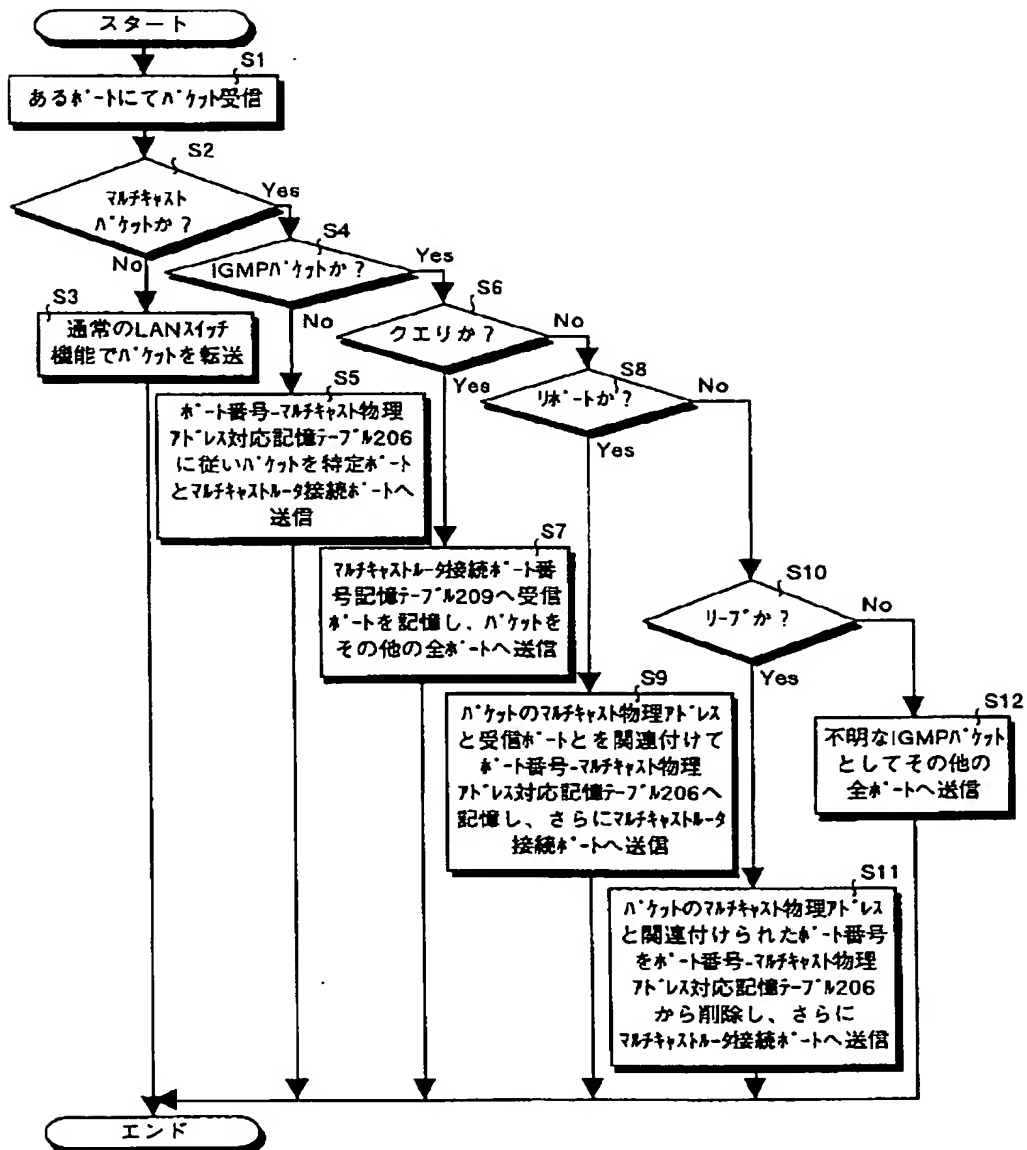 スタート
S1
あるポートにてパケット受信
S2
マルチキャスト
パケットか?
Yes
No
S3
通常のLANスイッチ
機能でパケットを転送
S4
IGMPパケットか?
Yes
No
S5
ポート番号-マルチキャスト物理
アドレス対応記憶テーブル206
に従いパケットを特定ポート
とマルチキャストルータ接続ポートへ
送信
S6
クエリか?
No
Yes
S7
マルチキャストルータ接続ポート番
号記憶テーブル209へ受信
ポートを記憶し、パケットを
その他の全ポートへ送信
S8
リポートか?
No
Yes
S9
パケットのマルチキャスト物理アドレス
と受信ポートとを関連付けて
ポート番号-マルチキャスト物理
アドレス対応記憶テーブル206へ
記憶し、さらにマルチキャストルータ
接続ポートへ送信
S10
リーブか?
No
Yes
S12
不明なIGMPパケット
としてその他の
全ポートへ送信
S11
パケットのマルチキャスト物理アドレス
と関連付けられたポート番号
をポート番号-マルチキャスト物理
アドレス対応記憶テーブル206
から削除し、さらに
マルチキャストルータ接続ポートへ送信
エンド